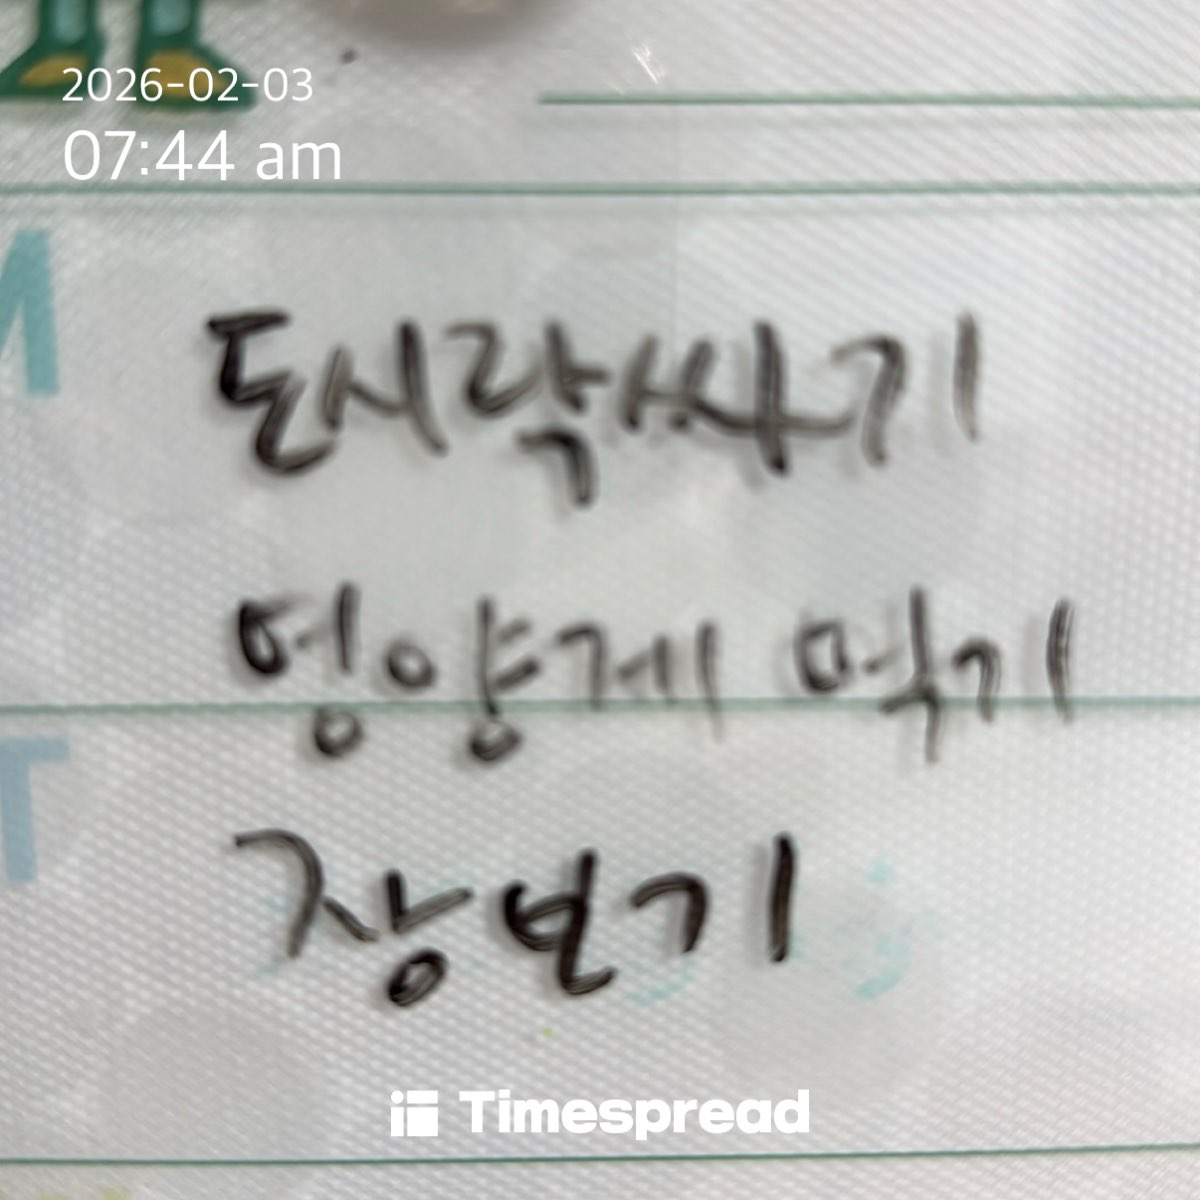 2026-02-03
07:44 am
M
도시락싸기
영양제 먹기
T
장보기
Timespread